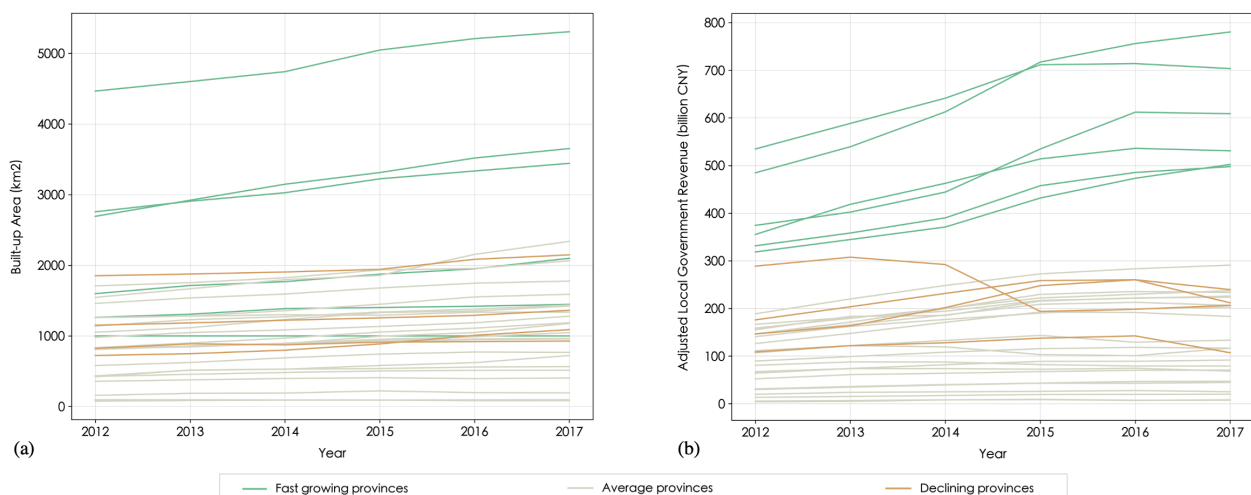 5000
4000
3000
2000
1000
0
Built-up Area (km2)
2012 2013 2014 2015 2016 2017
Year
(a)
800
700
600
500
400
300
200
100
0
Adjusted Local Government Revenue (billion CNY)
2012 2013 2014 2015 2016 2017
Year
(b)
Fast growing provinces Average provinces Declining provinces